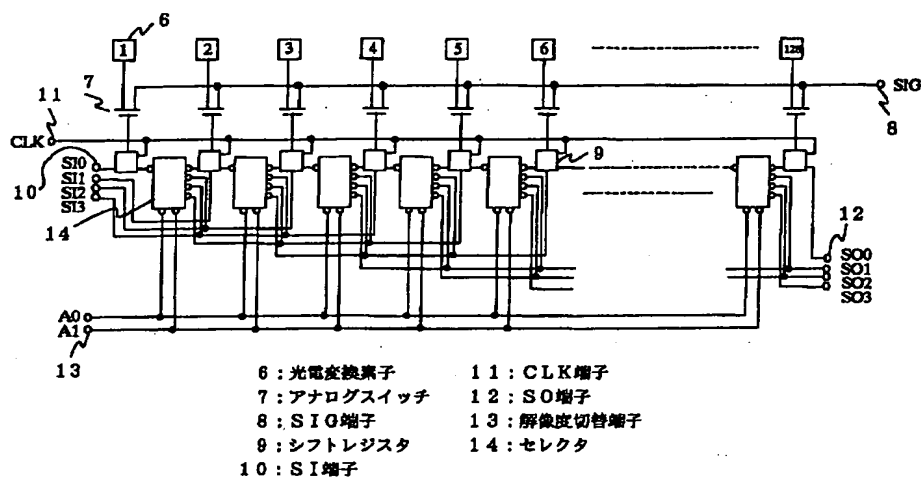 6
1 2 3 4 5 6 128
7
SIG
11
8
CLK
9
SI0
10
SI1
SI2
SI3
14
12
SO0
SO1
SO2
SO3
A0
A1
13
6：光電変換素子
7：アナログスイッチ
8：SIG端子
9：シフトレジスタ
10：SI端子
11：CLK端子
12：SO端子
13：解像度切替端子
14：セレクタ